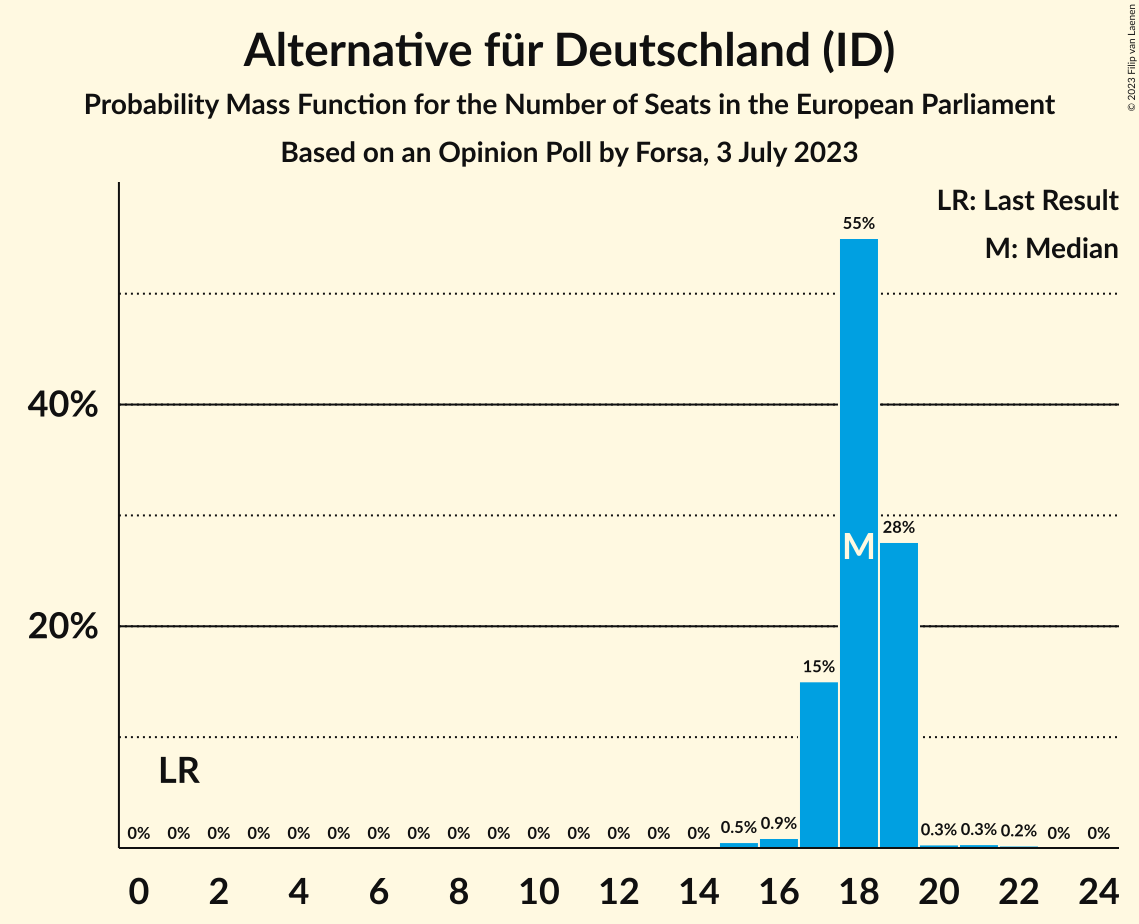 Alternative für Deutschland (ID)
Probability Mass Function for the Number of Seats in the European Parliament
Based on an Opinion Poll by Forsa, 3 July 2023
© 2023 Filip van Laenen
LR: Last Result
M: Median
55%
40%
28%
M
20%
15%
LR
0% 0% 0% 0% 0% 0% 0% 0% 0% 0% 0% 0% 0% 0% 0% 0.5% 0.9% 0.3% 0.3% 0.2% 0% 0%
0 2 4 6 8 10 12 14 16 18 20 22 24